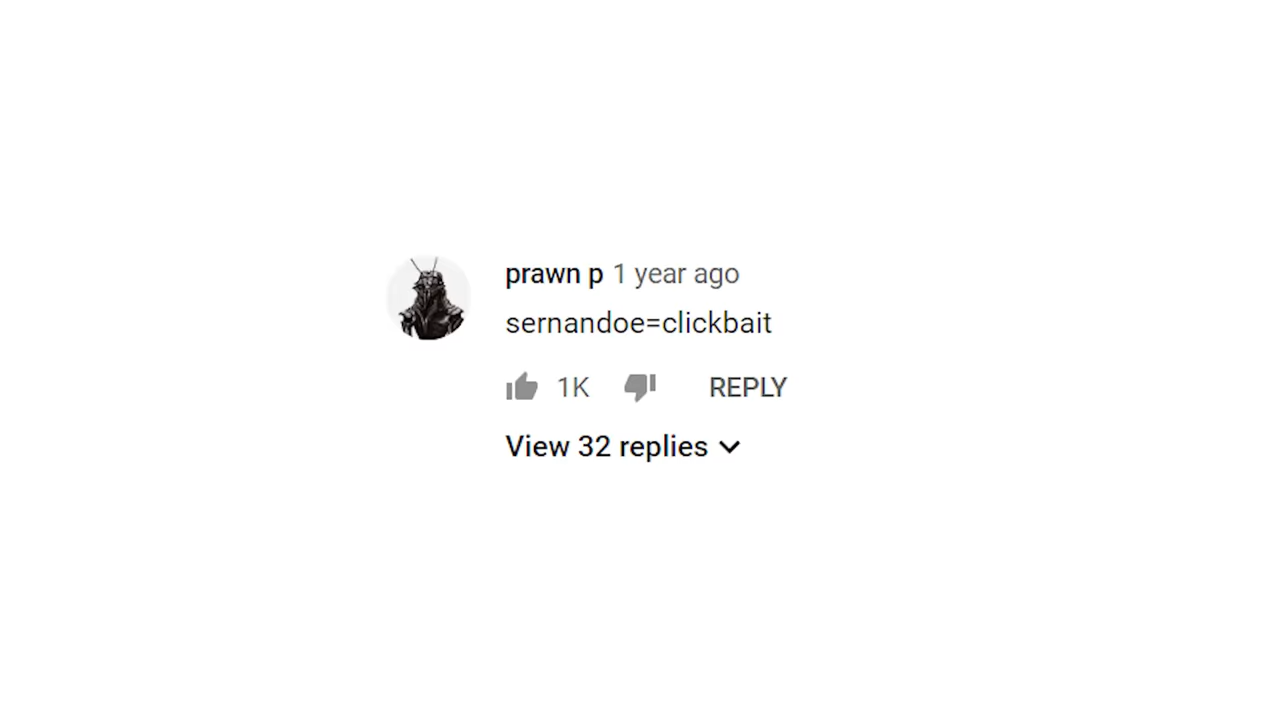 prawn p 1 year ago
sernandoe=clickbait
1K REPLY
View 32 replies